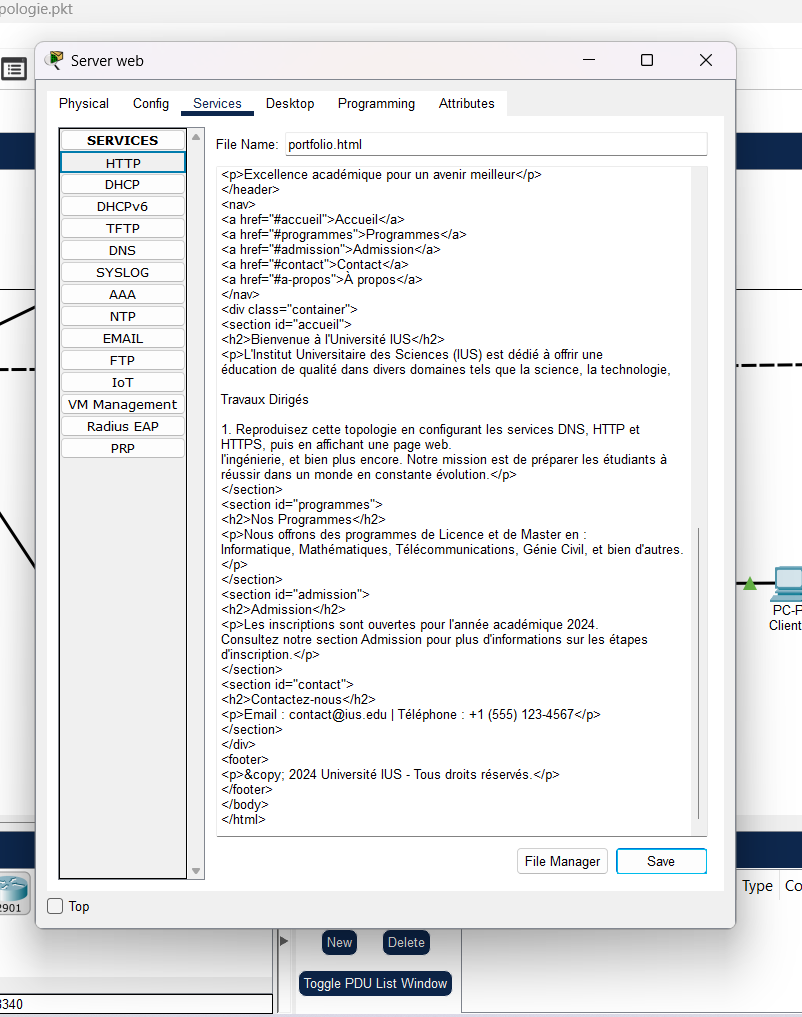 pologie.pkt
Server web
Physical Config Services Desktop Programming Attributes
SERVICES
HTTP
DHCP
DHCPv6
TFTP
DNS
SYSLOG
AAA
NTP
EMAIL
FTP
IoT
VM Management
Radius EAP
PRP
File Name: portfolio.html
<p>Excellence académique pour un avenir meilleur</p>
</header>
<nav>
<a href="#accueil">Accueil</a>
<a href="#programmes">Programmes</a>
<a href="#admission">Admission</a>
<a href="#contact">Contact</a>
<a href="#a-propos">À propos</a>
</nav>
<div class="container">
<section id="accueil">
<h2>Bienvenue à l'Université IUS</h2>
<p>L'Institut Universitaire des Sciences (IUS) est dédié à offrir une
éducation de qualité dans divers domaines tels que la science, la technologie,
Travaux Dirigés
1. Reproduisez cette topologie en configurant les services DNS, HTTP et
HTTPS, puis en affichant une page web.
l'ingénierie, et bien plus encore. Notre mission est de préparer les étudiants à
réussir dans un monde en constante évolution.</p>
</section>
<section id="programmes">
<h2>Nos Programmes</h2>
<p>Nous offrons des programmes de Licence et de Master en :
Informatique, Mathématiques, Télécommunications, Génie Civil, et bien d'autres.
</p>
</section>
<section id="admission">
<h2>Admission</h2>
<p>Les inscriptions sont ouvertes pour l'année académique 2024.
Consultez notre section Admission pour plus d'informations sur les étapes
d'inscription.</p>
</section>
<section id="contact">
<h2>Contactez-nous</h2>
<p>Email : contact@ius.edu | Téléphone : +1 (555) 123-4567</p>
</section>
</div>
<footer>
<p>&copy; 2024 Université IUS - Tous droits réservés.</p>
</footer>
</body>
</html>
File Manager Save
Top
PC-P
Client
2901
Type Co
New Delete
Toggle PDU List Window
3340